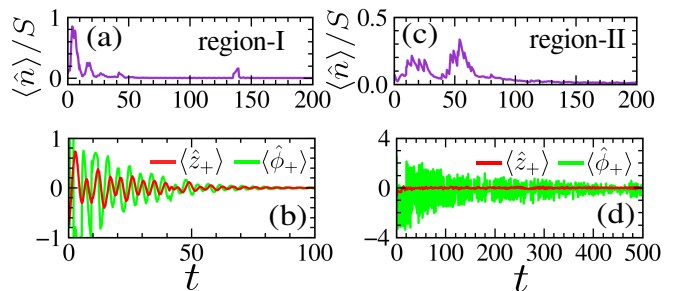 ⟨n̂⟩/S
1
0
(a)
region-I
0 50 100 150 200
⟨n̂⟩/S
0.5
0.0
(c)
region-II
0 50 100 150 200
1
0
−1
⟨ẑ₊⟩ ⟨ϕ̂₊⟩
(b)
0 50 100
t
4
0
−4
⟨ẑ₊⟩ ⟨ϕ̂₊⟩
(d)
0 100 200 300 400 500
t